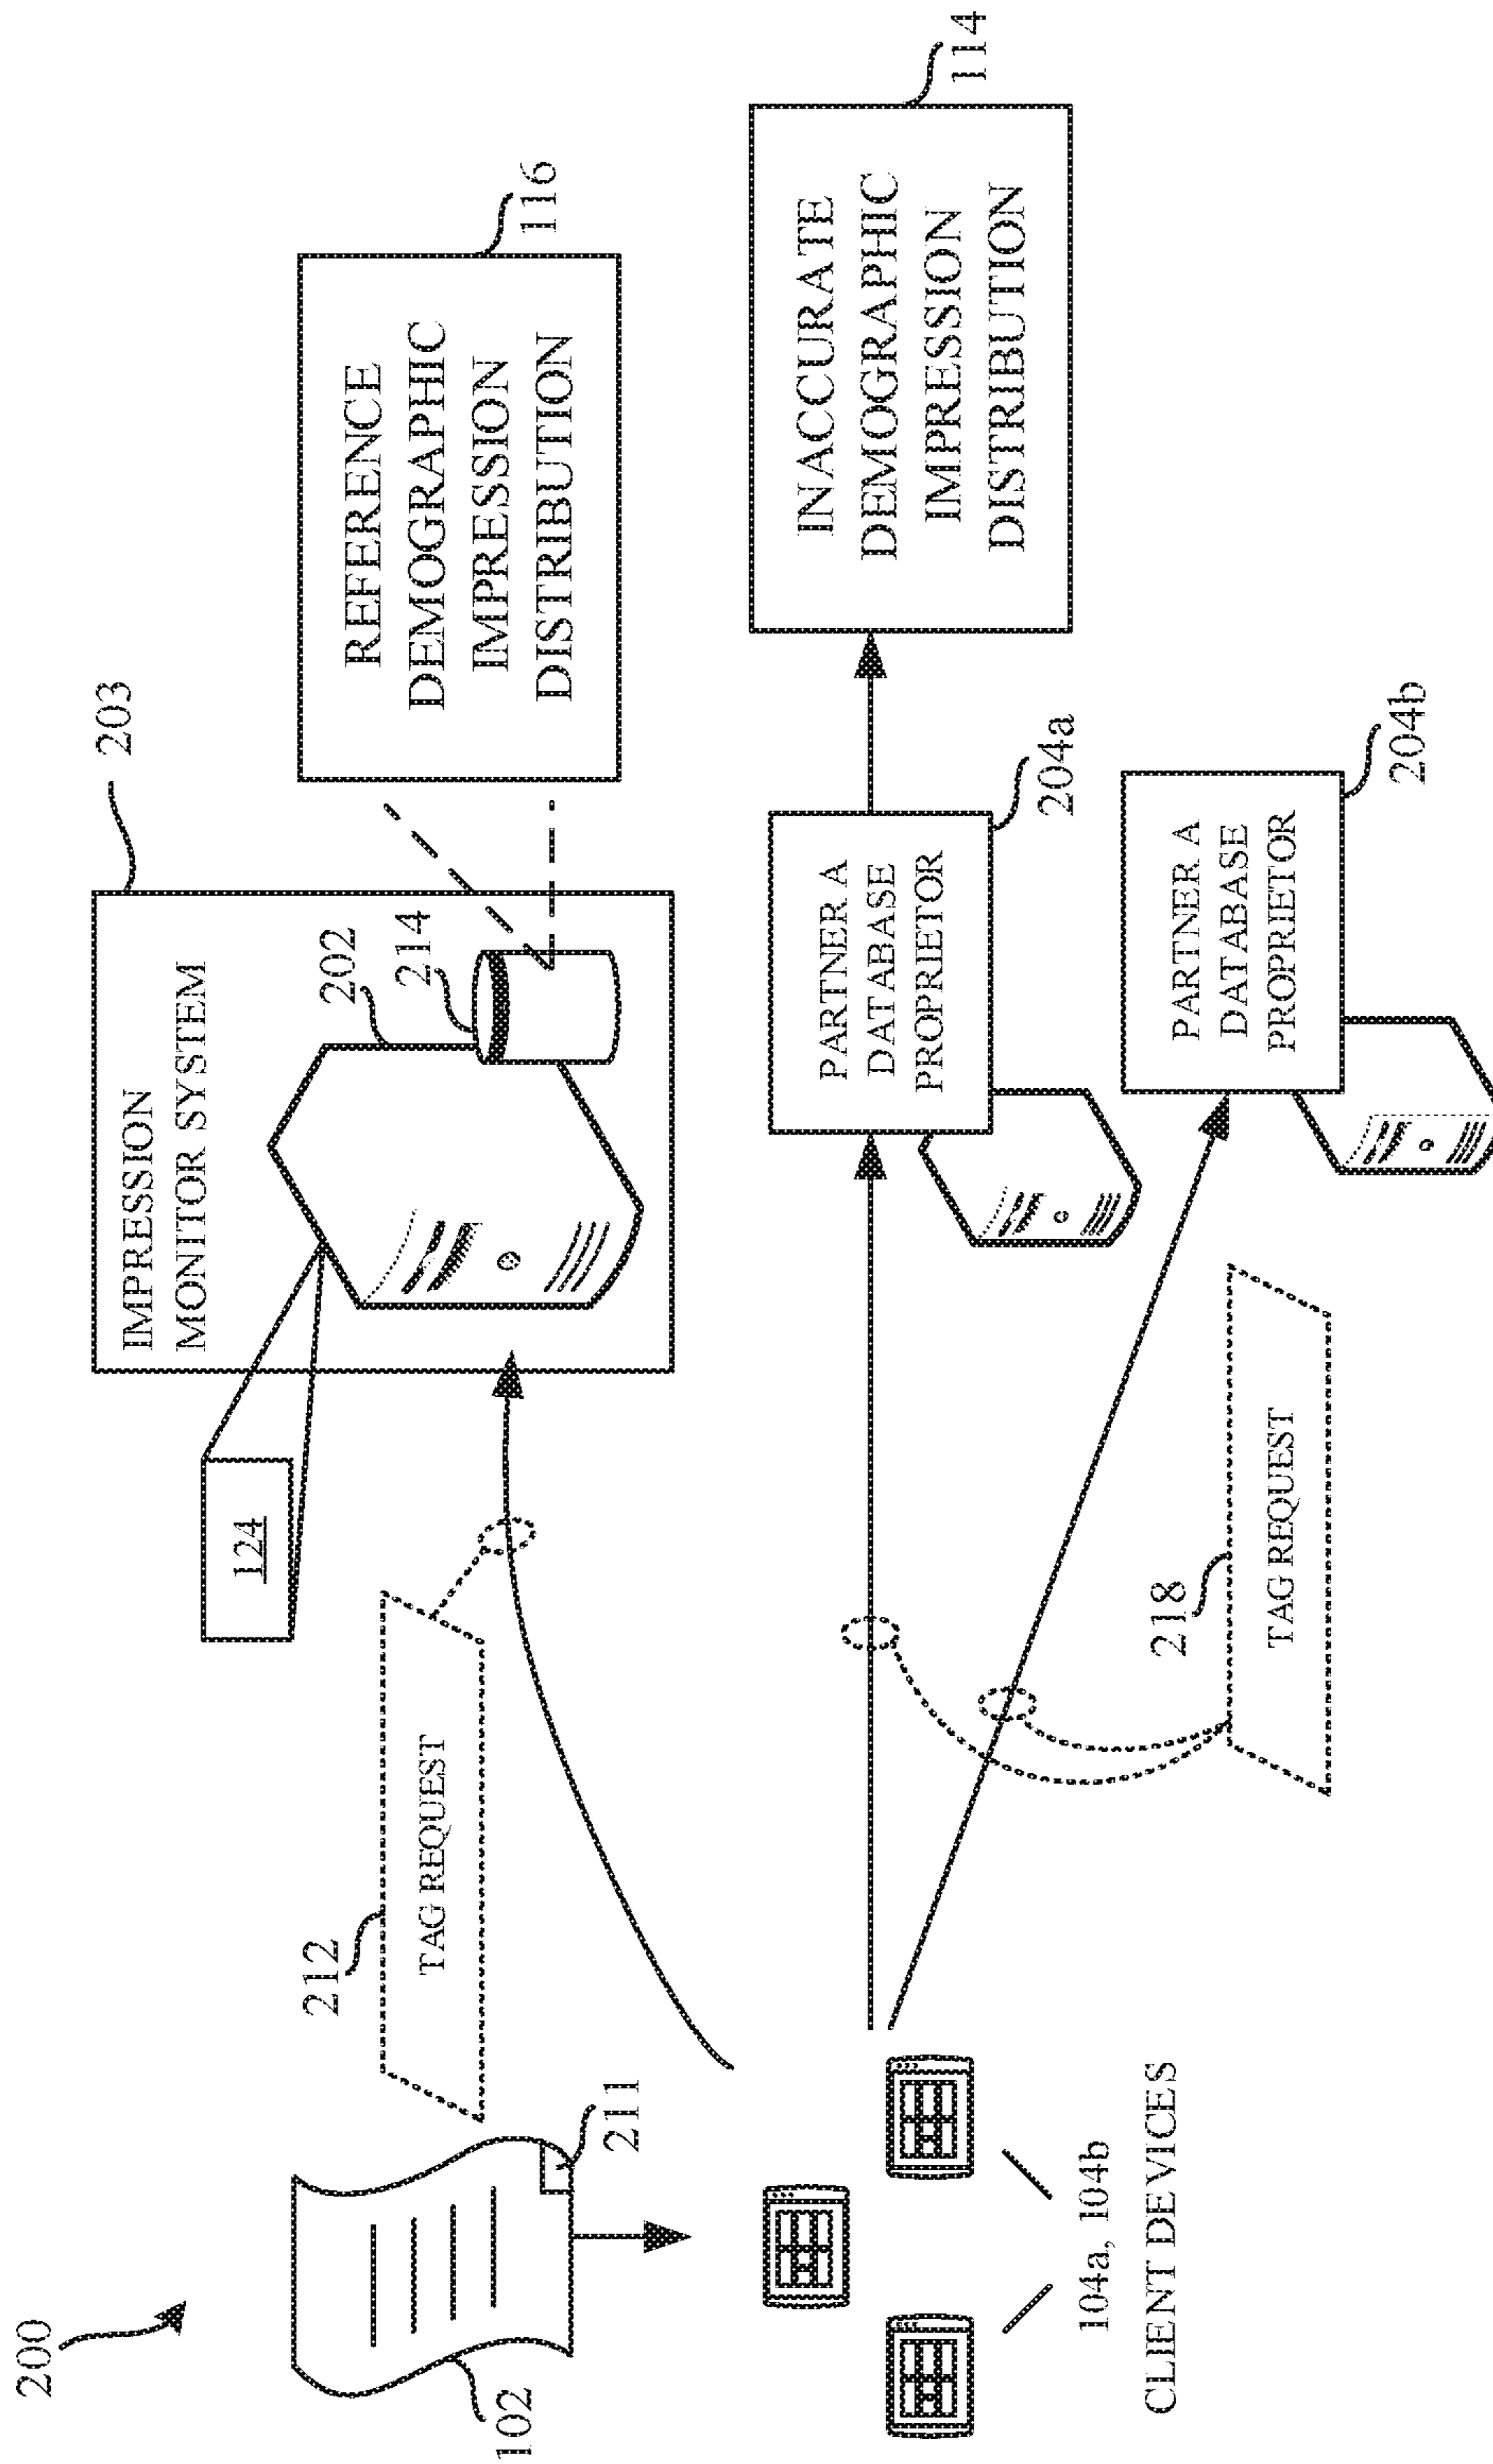 200
102
211
212
TAG REQUEST
124
IMPRESSION
MONITOR SYSTEM
203
202
214
REFERENCE
DEMOGRAPHIC
IMPRESSION
DISTRIBUTION
116
104a, 104b
CLIENT DEVICES
218
TAG REQUEST
PARTNER A
DATABASE
PROPRIETOR
204a
PARTNER A
DATABASE
PROPRIETOR
204b
INACCURATE
DEMOGRAPHIC
IMPRESSION
DISTRIBUTION
114